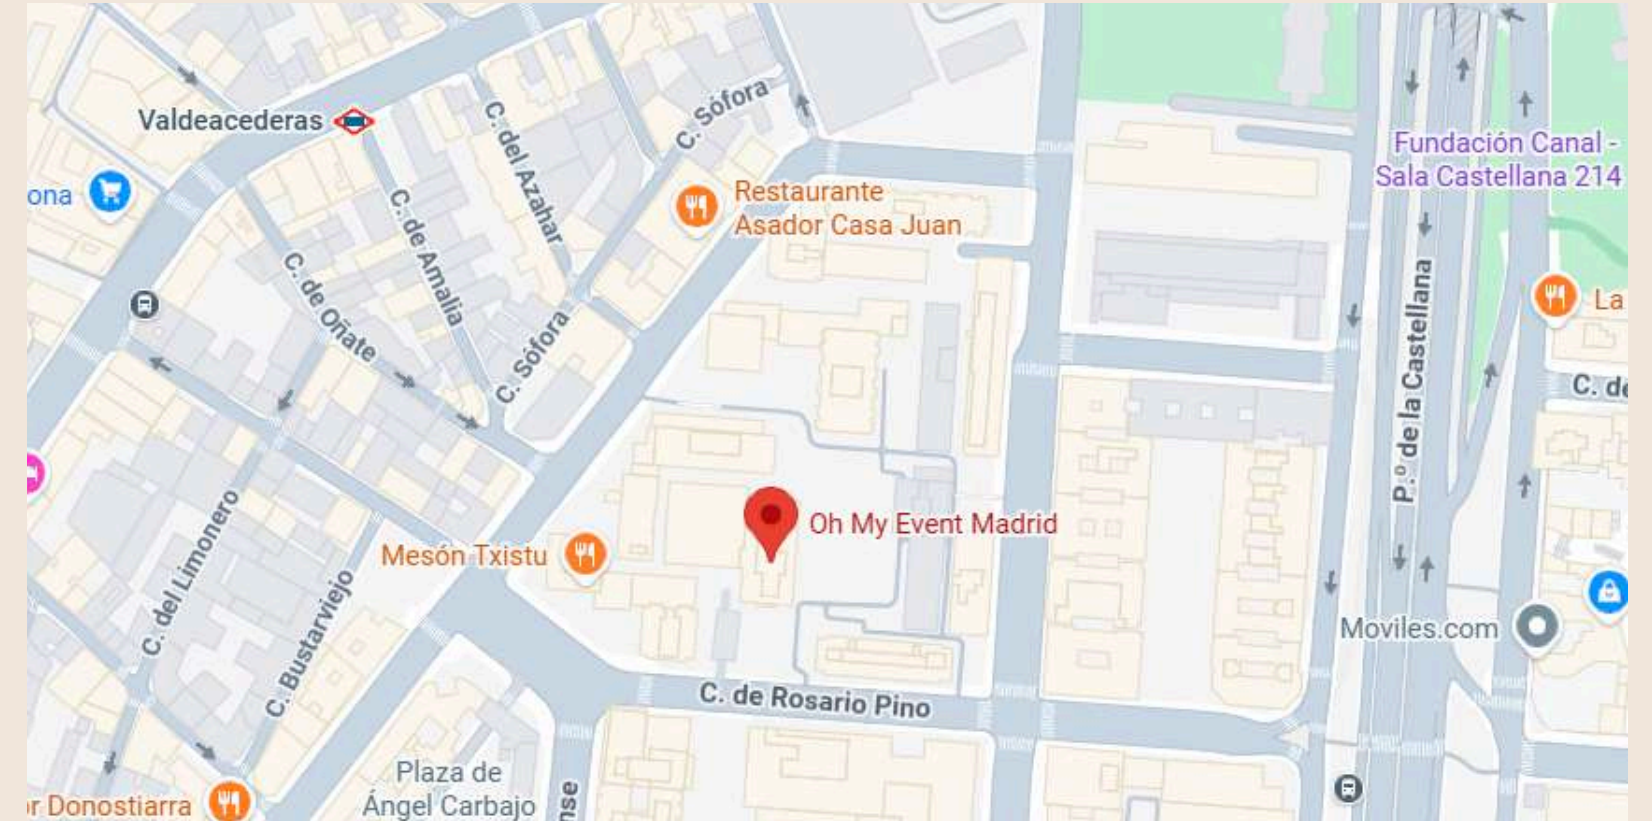 C. Sófora
Valdeacederas
C. del Azahar
Fundación Canal -
Sala Castellana 214
ona
Restaurante
Asador Casa Juan
C. de Amalia
C. de Oñate
La
C. Sófora
P.º de la Castellana
C. de
Oh My Event Madrid
Mesón Txistu
C. del Limonero
C. Bustarviejo
Moviles.com
C. de Rosario Pino
Plaza de
Ángel Carbajo
or Donostiarra
nse